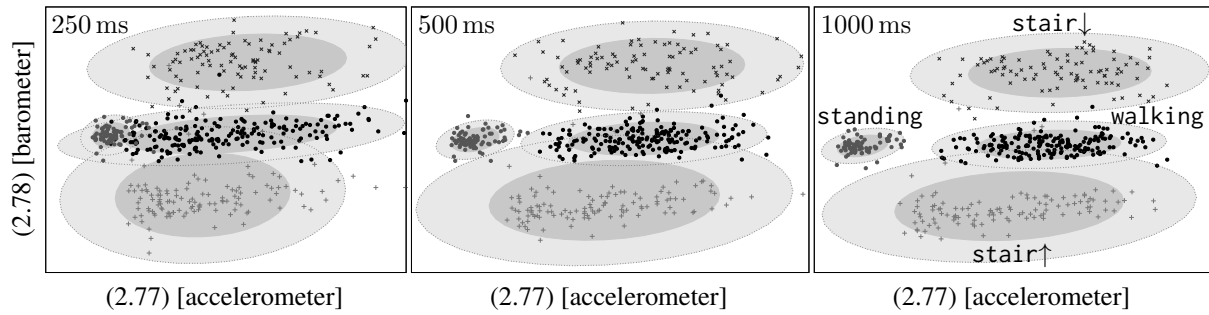 250 ms
500 ms
1000 ms
stair↓
standing
walking
stair↑
(2.78) [barometer]
(2.77) [accelerometer]
(2.77) [accelerometer]
(2.77) [accelerometer]